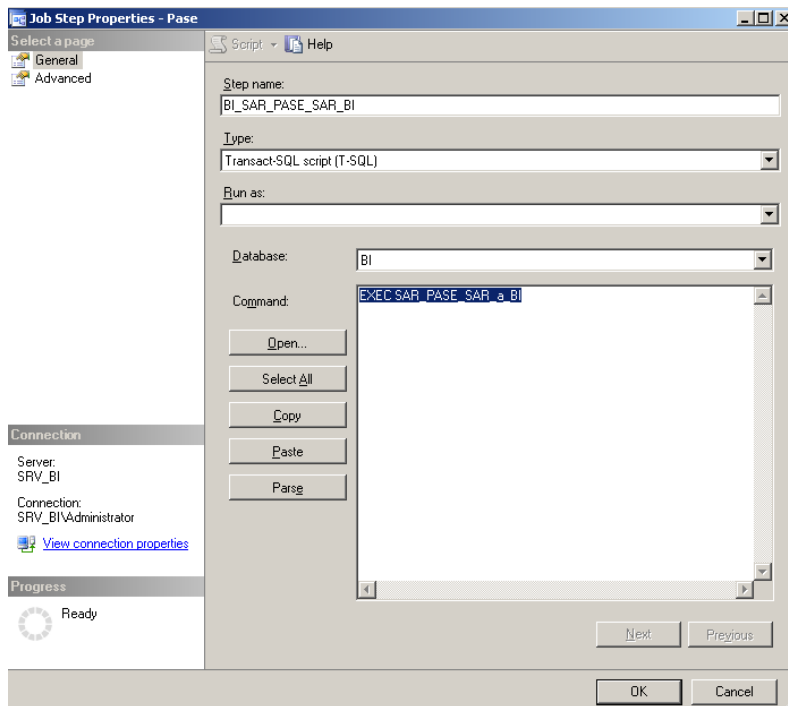 Job Step Properties - Pase
Select a page
General
Advanced
Script
Help
Step name:
BI_SAR_PASE_SAR_BI
Type:
Transact-SQL script (T-SQL)
Run as:
Database:
BI
Command:
EXEC SAR_PASE_SAR_a_BI
Open...
Select All
Copy
Paste
Parse
Connection
Server:
SRV_BI
Connection:
SRV_BI\Administrator
View connection properties
Progress
Ready
Next
Previous
OK
Cancel